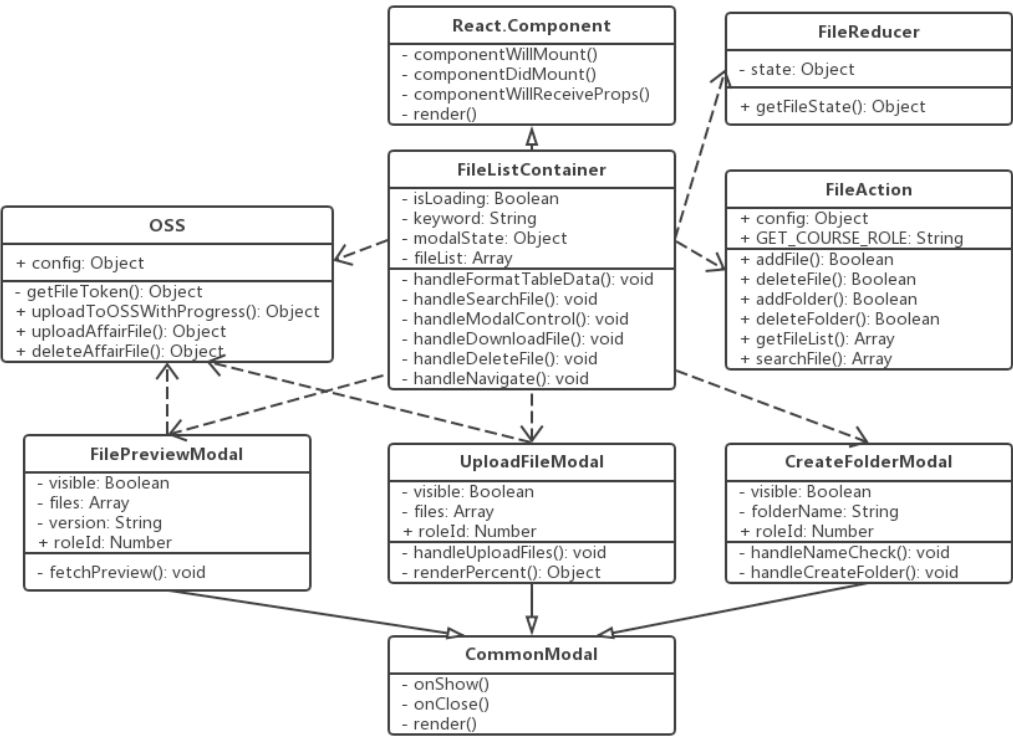 React.Component
- componentWillMount()
- componentDidMount()
- componentWillReceiveProps()
- render()
FileReducer
- state: Object
+ getFileState(): Object
FileListContainer
- isLoading: Boolean
- keyword: String
- modalState: Object
- fileList: Array
- handleFormatTableData(): void
- handleSearchFile(): void
- handleModalControl(): void
- handleDownloadFile(): void
- handleDeleteFile(): void
- handleNavigate(): void
FileAction
+ config: Object
+ GET_COURSE_ROLE: String
+ addFile(): Boolean
+ deleteFile(): Boolean
+ addFolder(): Boolean
+ deleteFolder(): Boolean
+ getFileList(): Array
+ searchFile(): Array
OSS
+ config: Object
- getFileToken(): Object
+ uploadToOSSWithProgress(): Object
+ uploadAffairFile(): Object
+ deleteAffairFile(): Object
FilePreviewModal
- visible: Boolean
- files: Array
- version: String
+ roleId: Number
- fetchPreview(): void
UploadFileModal
- visible: Boolean
- files: Array
+ roleId: Number
- handleUploadFiles(): void
- renderPercent(): Object
CreateFolderModal
- visible: Boolean
- folderName: String
+ roleId: Number
- handleNameCheck(): void
- handleCreateFolder(): void
CommonModal
- onShow()
- onClose()
- render()